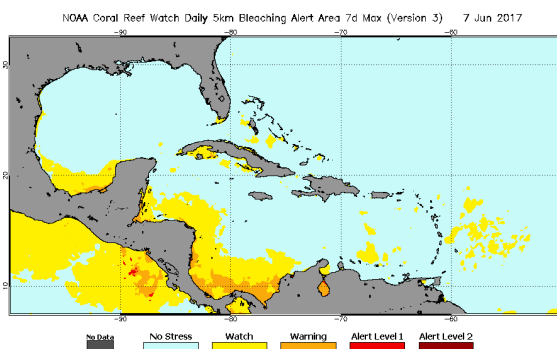 NOAA Coral Reef Watch Daily 5km Bleaching Alert Area 7d Max (Version 3) 7 Jun 2017
-90 -80 -70 -60
30
20
10
-90 -80 -70 -60
No Data No Stress Watch Warning Alert Level 1 Alert Level 2